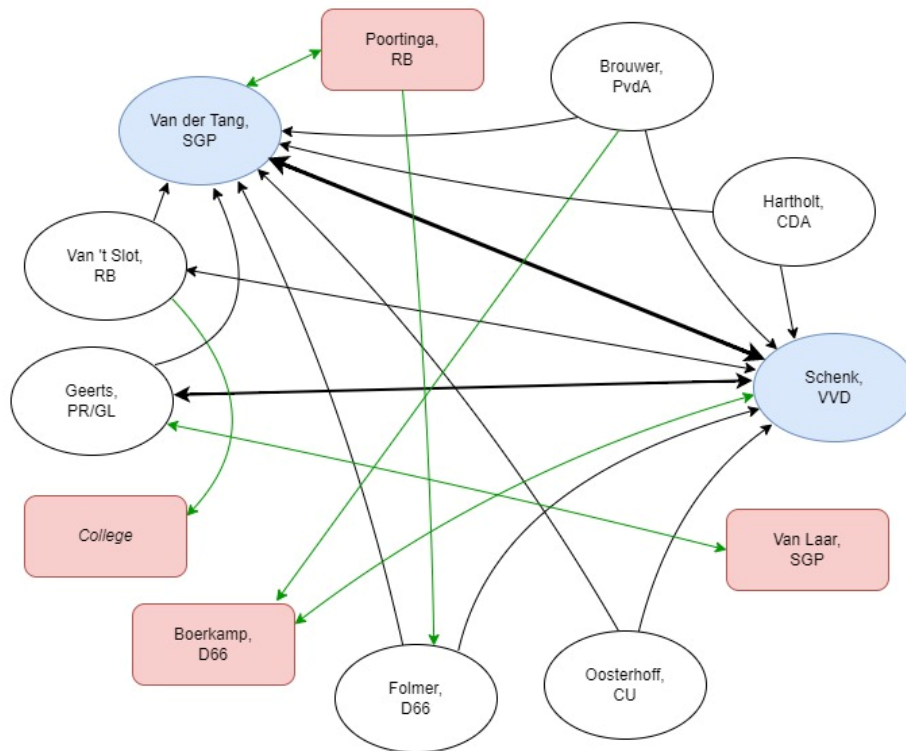 Poortinga,
RB
Brouwer,
PvdA
Van der Tang,
SGP
Hartholt,
CDA
Van 't Slot,
RB
Geerts,
PR/GL
Schenk,
VVD
College
Van Laar,
SGP
Boerkamp,
D66
Folmer,
D66
Oosterhoff,
CU